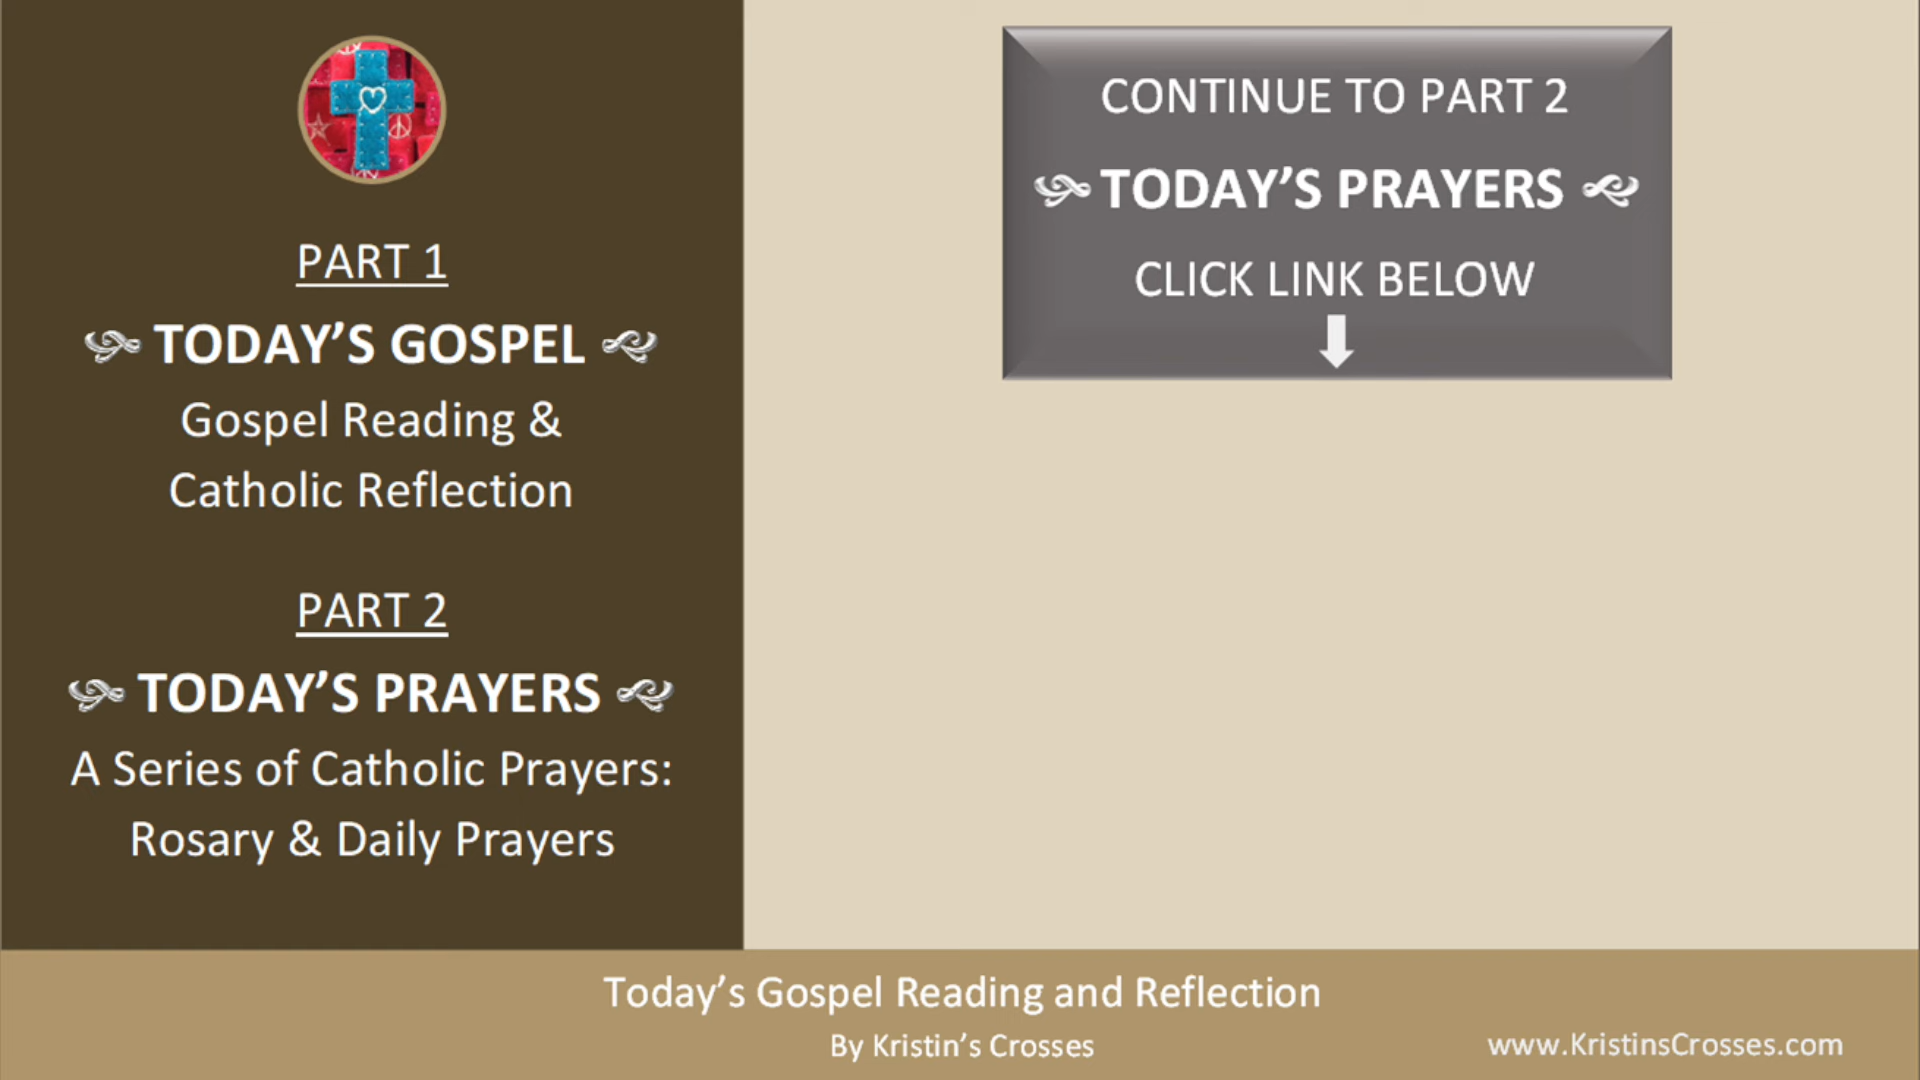 PART 1
TODAY’S GOSPEL
Gospel Reading &
Catholic Reflection
PART 2
TODAY’S PRAYERS
A Series of Catholic Prayers:
Rosary & Daily Prayers
CONTINUE TO PART 2
TODAY’S PRAYERS
CLICK LINK BELOW
Today’s Gospel Reading and Reflection
By Kristin’s Crosses
www.KristinsCrosses.com